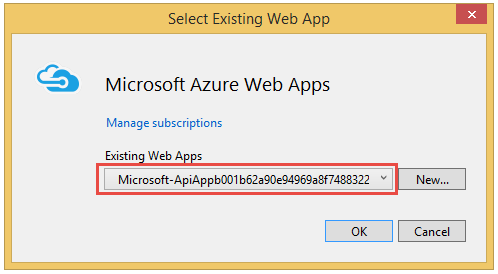 Select Existing Web App
Microsoft Azure Web Apps
Manage subscriptions
Existing Web Apps
Microsoft-ApiAppb001b62a90e94969a8f7488322
New...
OK
Cancel